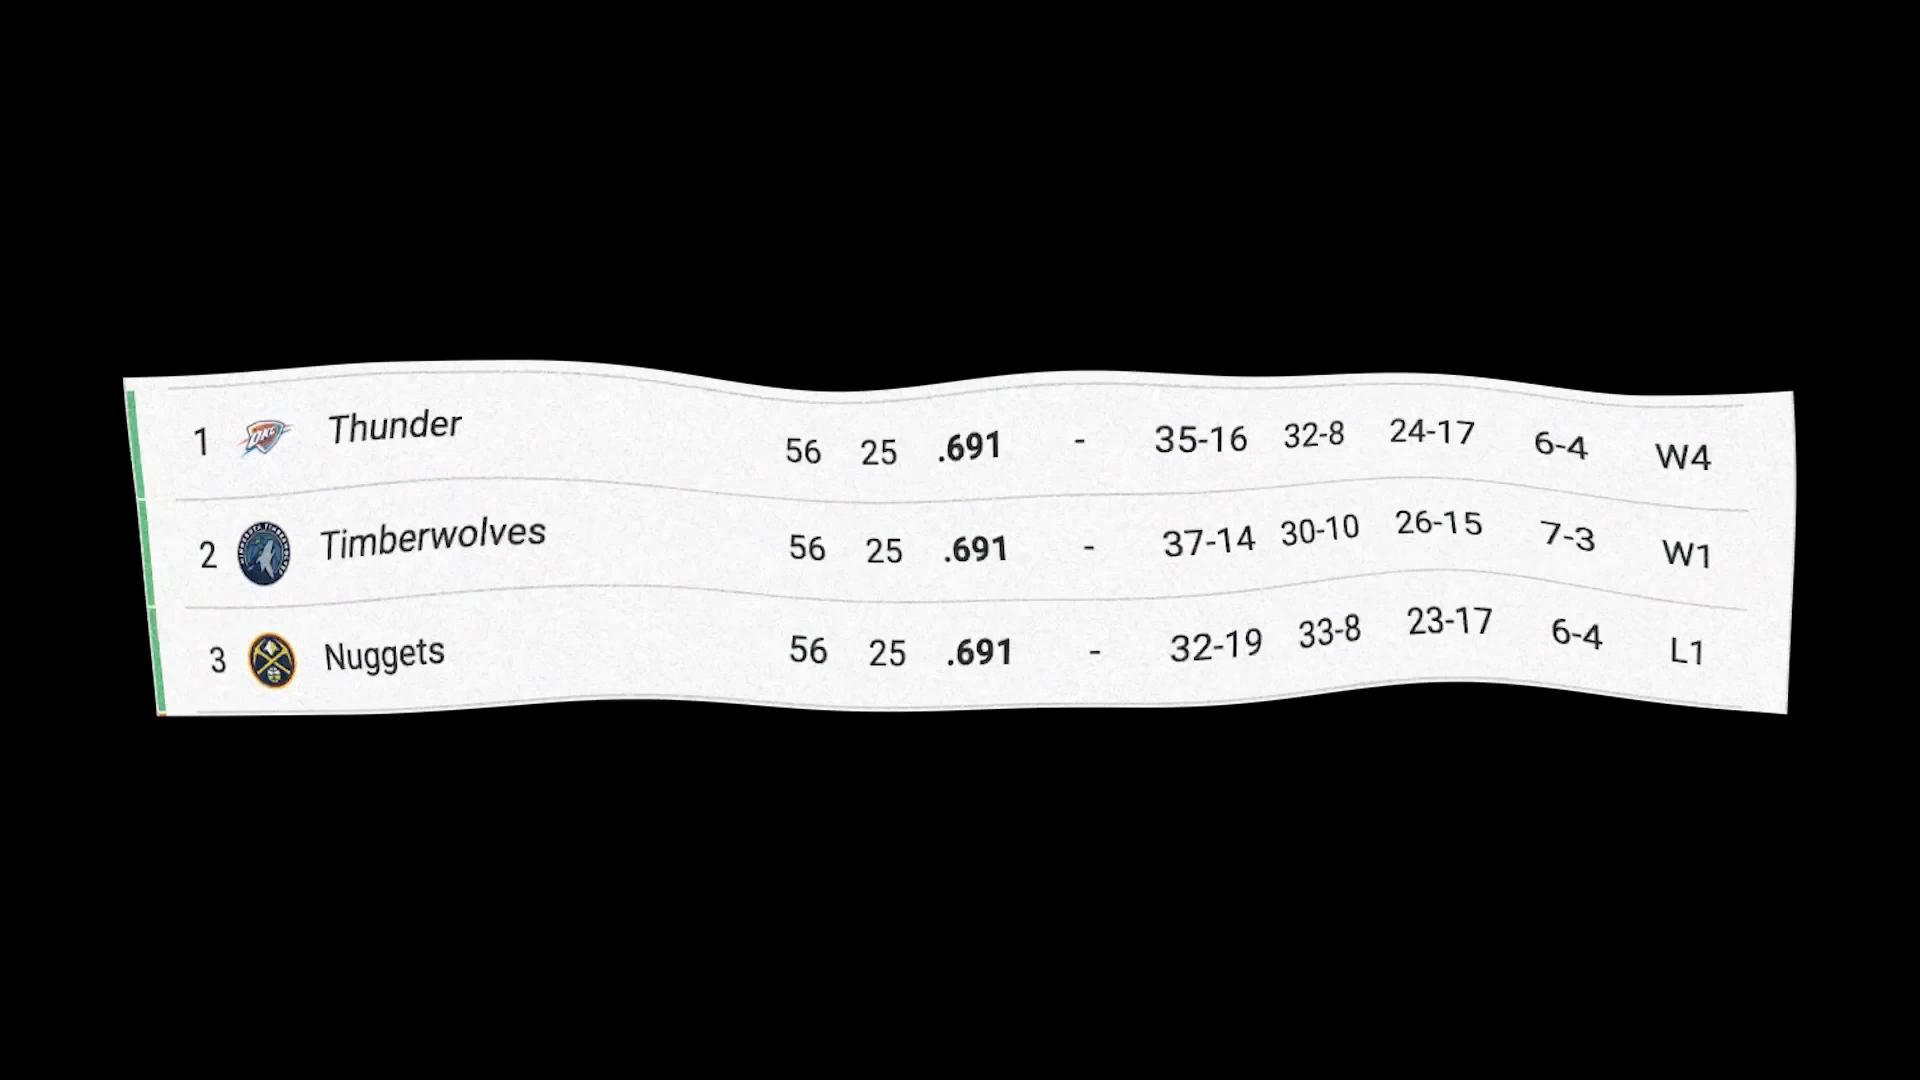 1 OKC Thunder 56 25 .691 - 35-16 32-8 24-17 6-4 W4
2 Timberwolves 56 25 .691 - 37-14 30-10 26-15 7-3 W1
3 Nuggets 56 25 .691 - 32-19 33-8 23-17 6-4 L1